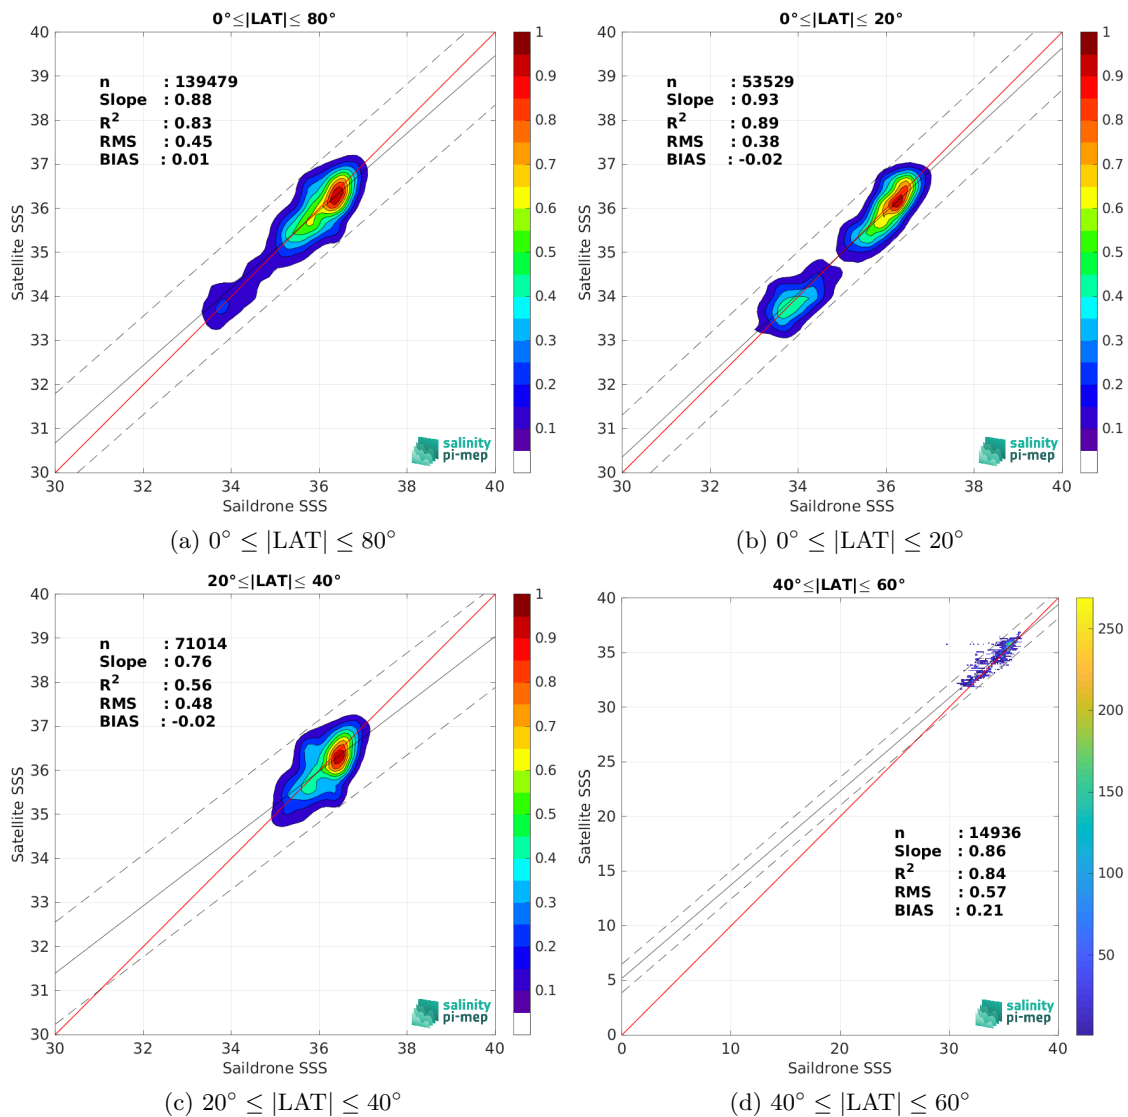 0°≤|LAT|≤ 80°
40
39
38
37
36
35
34
33
32
31
30
Satellite SSS
n : 139479
Slope : 0.88
R² : 0.83
RMS : 0.45
BIAS : 0.01
salinity
pi-mep
30 32 34 36 38 40
Saildrone SSS
1
0.9
0.8
0.7
0.6
0.5
0.4
0.3
0.2
0.1
(a) 0° ≤ |LAT| ≤ 80°
0°≤|LAT|≤ 20°
40
39
38
37
36
35
34
33
32
31
30
Satellite SSS
n : 53529
Slope : 0.93
R² : 0.89
RMS : 0.38
BIAS : -0.02
salinity
pi-mep
30 32 34 36 38 40
Saildrone SSS
1
0.9
0.8
0.7
0.6
0.5
0.4
0.3
0.2
0.1
(b) 0° ≤ |LAT| ≤ 20°
20°≤|LAT|≤ 40°
40
39
38
37
36
35
34
33
32
31
30
Satellite SSS
n : 71014
Slope : 0.76
R² : 0.56
RMS : 0.48
BIAS : -0.02
salinity
pi-mep
30 32 34 36 38 40
Saildrone SSS
1
0.9
0.8
0.7
0.6
0.5
0.4
0.3
0.2
0.1
(c) 20° ≤ |LAT| ≤ 40°
40°≤|LAT|≤ 60°
40
35
30
25
20
15
10
5
0
Satellite SSS
n : 14936
Slope : 0.86
R² : 0.84
RMS : 0.57
BIAS : 0.21
salinity
pi-mep
0 10 20 30 40
Saildrone SSS
250
200
150
100
50
(d) 40° ≤ |LAT| ≤ 60°